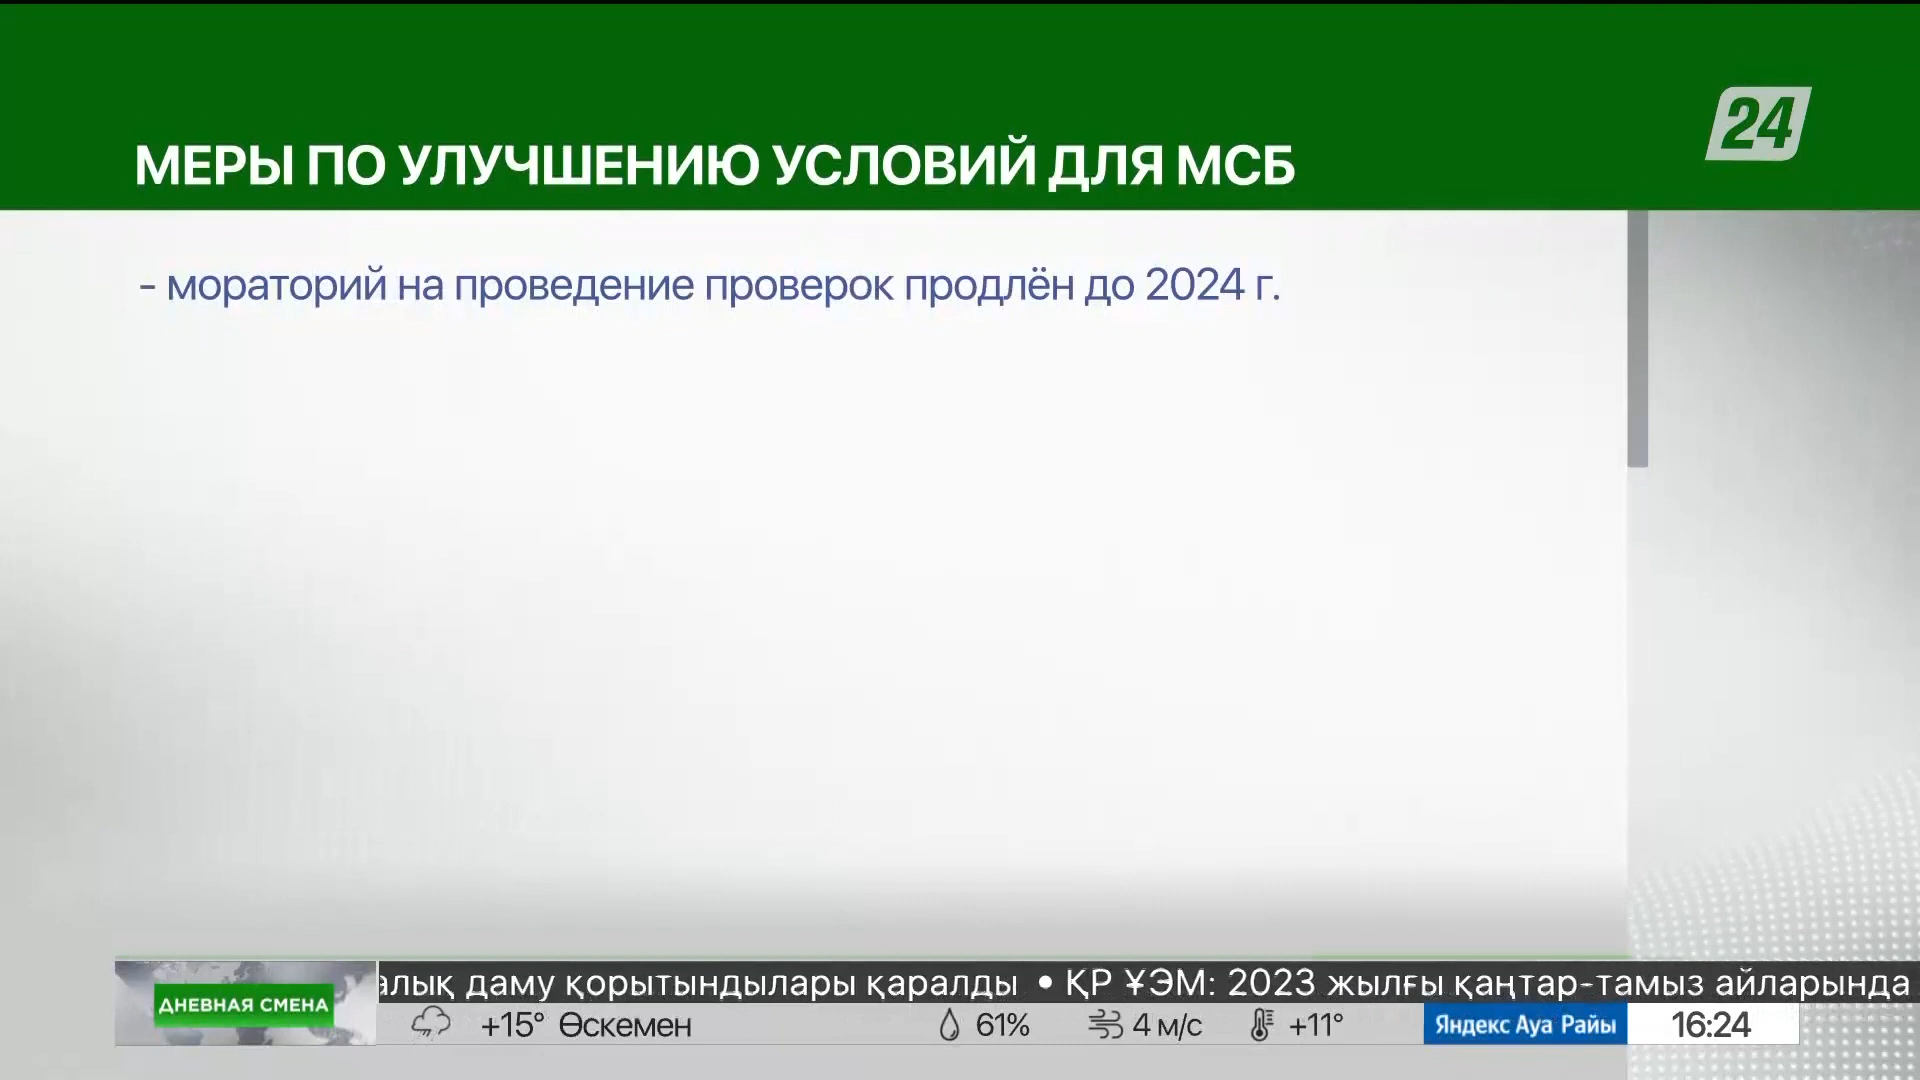 24
МЕРЫ ПО УЛУЧШЕНИЮ УСЛОВИЙ ДЛЯ МСБ
- мораторий на проведение проверок продлён до 2024 г.
алық даму қорытындылары қаралды • ҚР ҰЭМ: 2023 жылғы қаңтар-тамыз айларында
ДНЕВНАЯ СМЕНА
+15° Өскемен 61% 4 м/с +11° Яндекс Ауа Райы 16:24